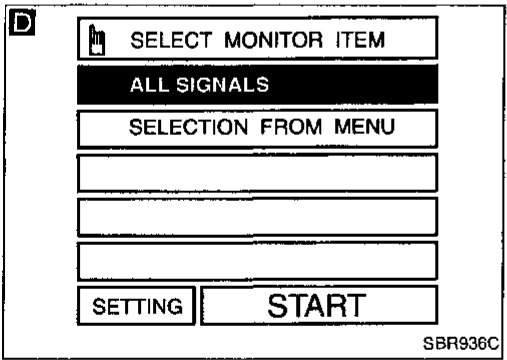 D
SELECT MONITOR ITEM
ALL SIGNALS
SELECTION FROM MENU
SETTING START
SBR936C